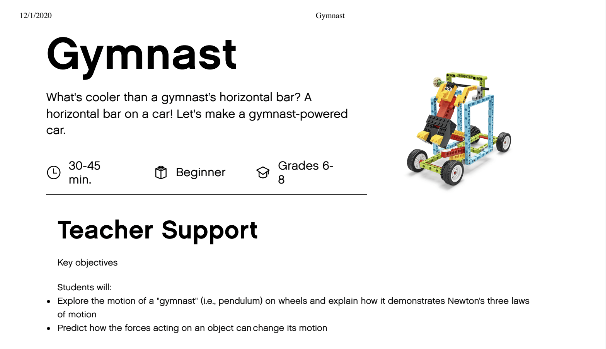 12/1/2020 Gymnast
Gymnast
What's cooler than a gymnast's horizontal bar? A
horizontal bar on a car! Let's make a gymnast-powered
car.
30-45
min.
Beginner
Grades 6-
8
Teacher Support
Key objectives
Students will:
• Explore the motion of a "gymnast" (i.e., pendulum) on wheels and explain how it demonstrates Newton's three laws
of motion
• Predict how the forces acting on an object can change its motion